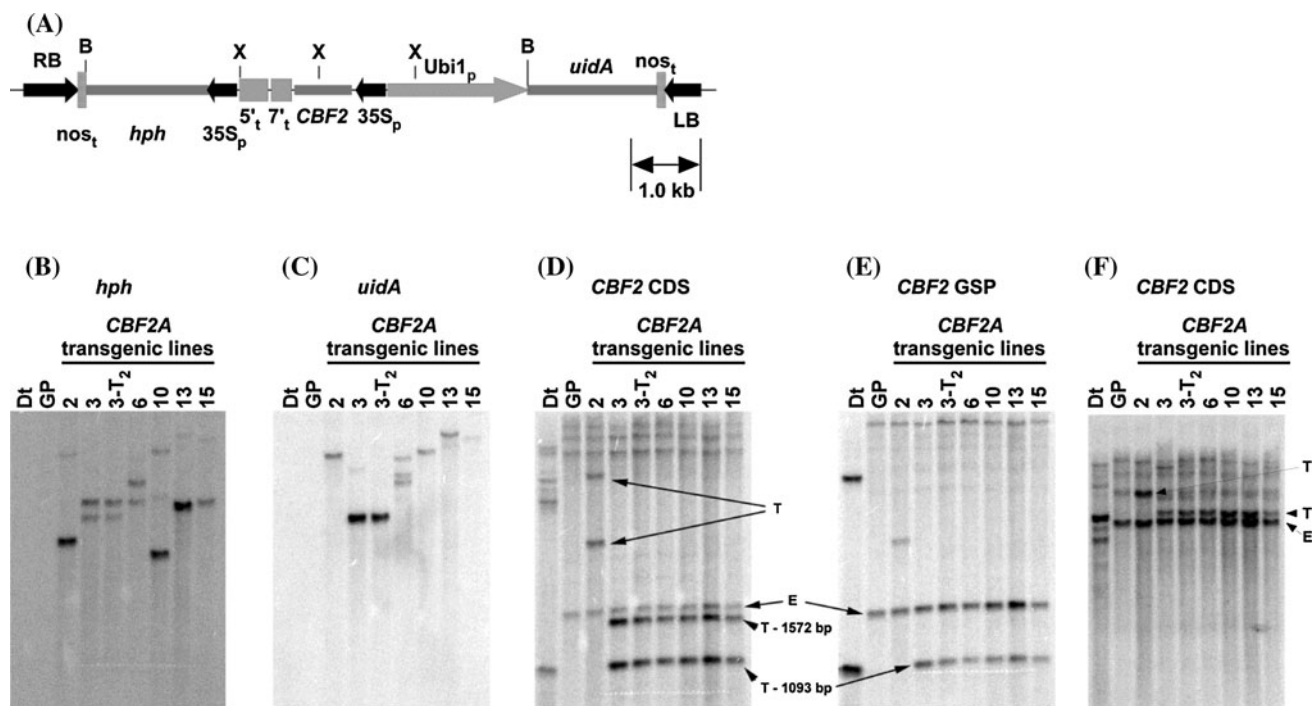 (A)
B X X X B
RB Ubi1p uidA nost
nost hph 35Sp 5't 7't CBF2 35Sp LB
1.0 kb
(B) (C) (D) (E) (F)
hph uidA CBF2 CDS CBF2 GSP CBF2 CDS
CBF2A CBF2A CBF2A CBF2A CBF2A
transgenic lines transgenic lines transgenic lines transgenic lines transgenic lines
Dt GP 2 3 3-T2 6 10 13 15 Dt GP 2 3 3-T2 6 10 13 15 Dt GP 2 3 3-T2 6 10 13 15 Dt GP 2 3 3-T2 6 10 13 15 Dt GP 2 3 3-T2 6 10 13 15
T
T
T
E
E
T - 1572 bp
T - 1093 bp